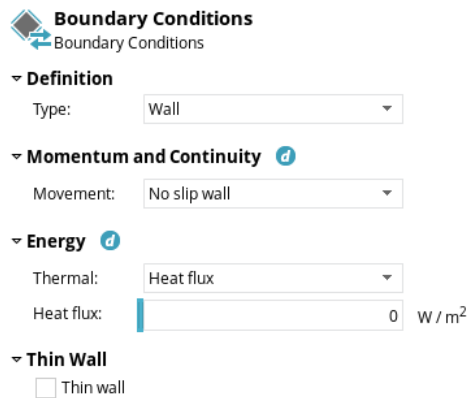 Boundary Conditions
Boundary Conditions
Definition
Type: Wall
Momentum and Continuity d
Movement: No slip wall
Energy d
Thermal: Heat flux
Heat flux: 0 W / m²
Thin Wall
Thin wall